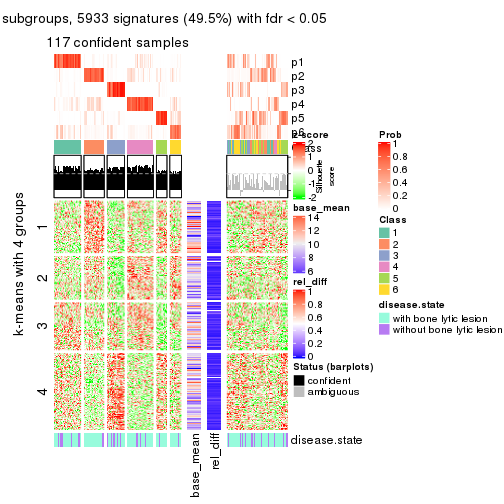 subgroups, 5933 signatures (49.5%) with fdr < 0.05
117 confident samples
p1
p2
p3
p4
p5
p6
Class
Silhouette
score
k-means with 4 groups
1
2
3
4
base_mean
rel_diff
disease.state
z-score
2
1
0
-1
-2
base_mean
14
12
10
8
6
rel_diff
1
0.8
0.6
0.4
0.2
0
Status (barplots)
confident
ambiguous
Prob
1
0.8
0.6
0.4
0.2
0
Class
1
2
3
4
5
6
disease.state
with bone lytic lesion
without bone lytic lesion